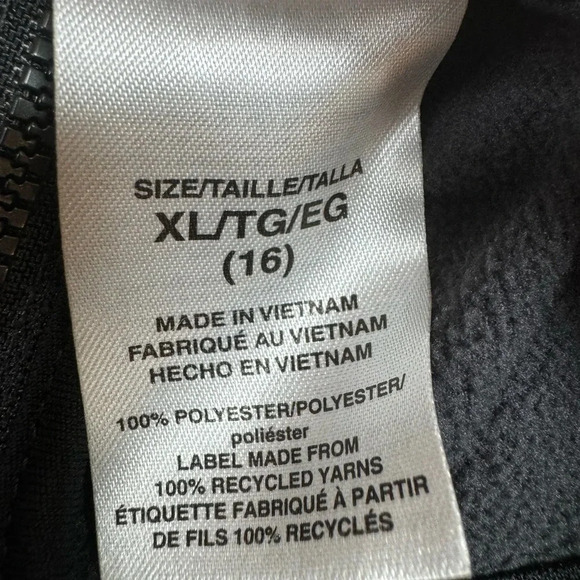 SIZE/TAILLE/TALLA
XL/TG/EG
(16)
MADE IN VIETNAM
FABRIQUÉ AU VIETNAM
HECHO EN VIETNAM
100% POLYESTER/POLYESTER/
poliéster
LABEL MADE FROM
100% RECYCLED YARNS
ÉTIQUETTE FABRIQUÉ À PARTIR
DE FILS 100% RECYCLÉS